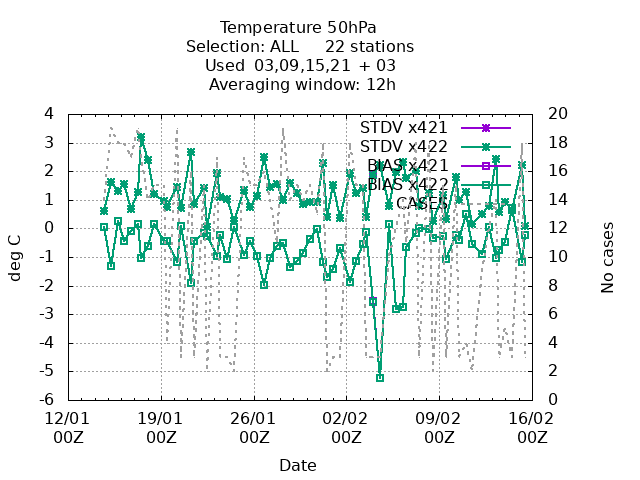 Temperature 50hPa
Selection: ALL 22 stations
Used 03,09,15,21 + 03
Averaging window: 12h
STDV x421
STDV x422
BIAS x421
BIAS x422
CASES
deg C
4
3
2
1
0
-1
-2
-3
-4
-5
-6
No cases
20
18
16
14
12
10
8
6
4
2
0
12/01 19/01 26/01 02/02 09/02 16/02
00Z 00Z 00Z 00Z 00Z 00Z
Date